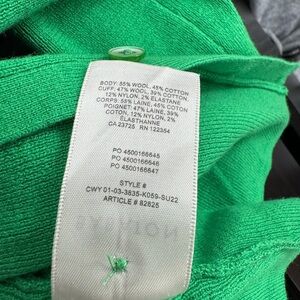 BODY: 55% WOOL, 45% COTTON
CUFF: 47% WOOL, 39% COTTON,
12% NYLON, 2% ELASTANE
CORPS: 55% LAINE, 45% COTON
POIGNET: 47% LAINE, 39%
COTON, 12% NYLON, 2%
ELASTHANNE
CA 23725 RN 122384
PO 4500166645
PO 4500166646
PO 4500166647
STYLE #
CWY 01-03-3835-K059-SU22
ARTICLE # 82825